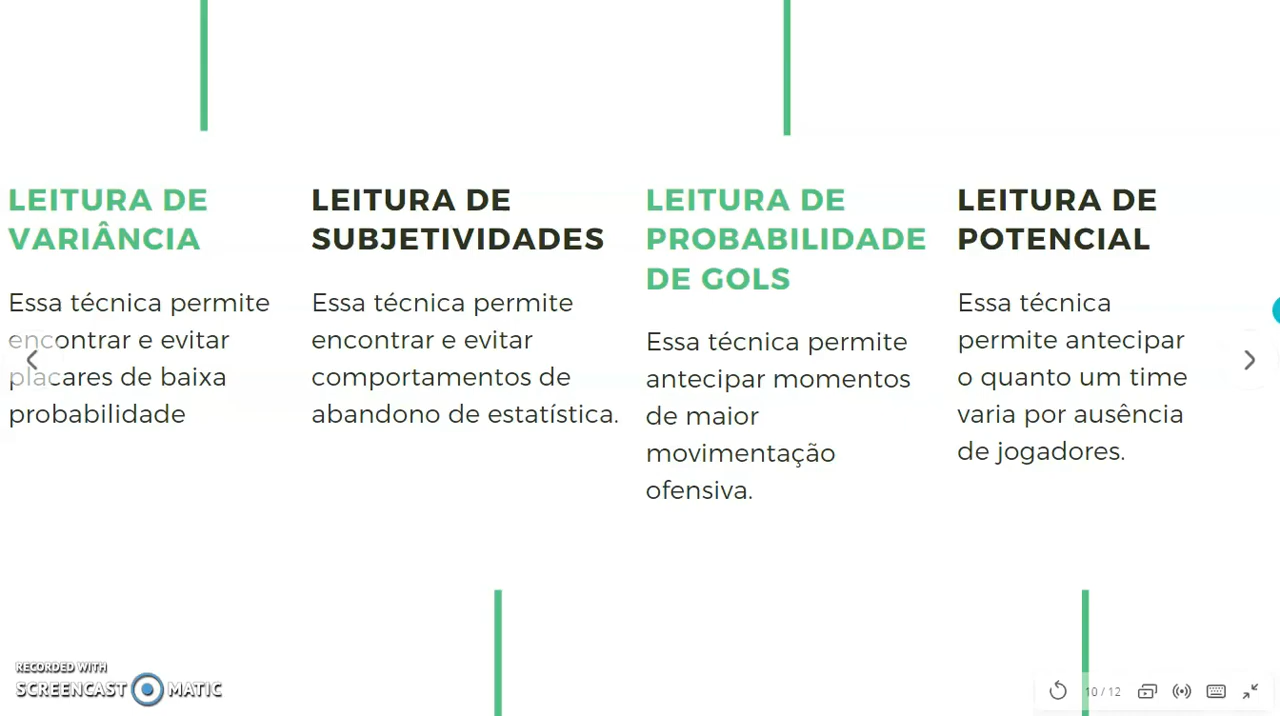 LEITURA DE
VARIÂNCIA
Essa técnica permite
encontrar e evitar
placares de baixa
probabilidade
LEITURA DE
SUBJETIVIDADES
Essa técnica permite
encontrar e evitar
comportamentos de
abandono de estatística.
LEITURA DE
PROBABILIDADE
DE GOLS
Essa técnica permite
antecipar momentos
de maior
movimentação
ofensiva.
LEITURA DE
POTENCIAL
Essa técnica
permite antecipar
o quanto um time
varia por ausência
de jogadores.
RECORDED WITH
SCREENCAST MATIC
10 / 12